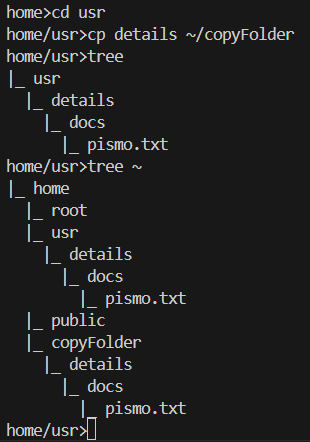 home>cd usr
home/usr>cp details ~/copyFolder
home/usr>tree
|_ usr
  |_ details
    |_ docs
      |_ pismo.txt
home/usr>tree ~
|_ home
  |_ root
  |_ usr
    |_ details
      |_ docs
        |_ pismo.txt
  |_ public
  |_ copyFolder
    |_ details
      |_ docs
        |_ pismo.txt
home/usr>